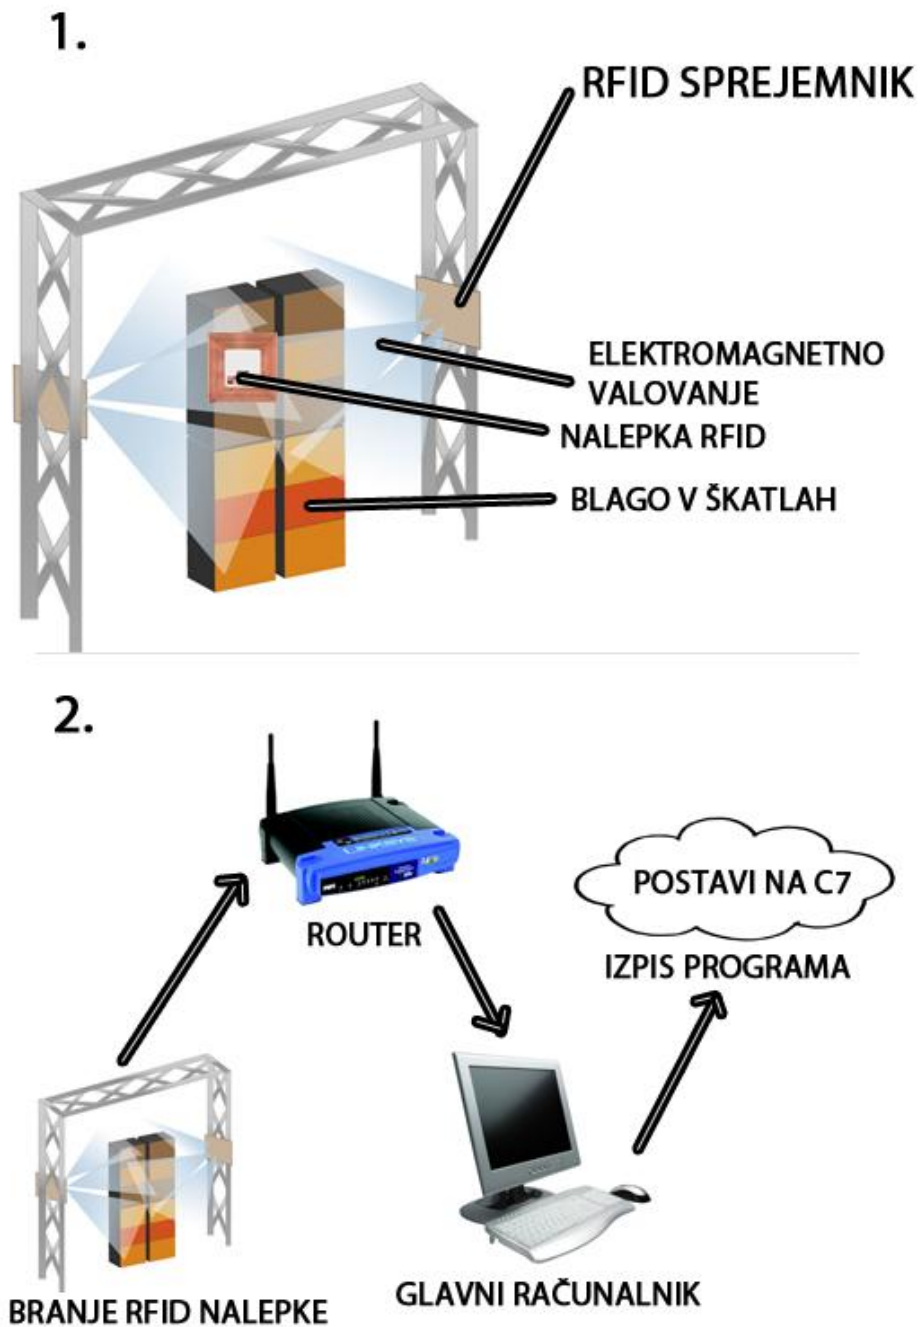 1.
RFID SPREJEMNIK
ELEKTROMAGNETNO
VALOVANJE
NALEPKA RFID
BLAGO V ŠKATLAH
2.
LINKSYS
ROUTER
POSTAVI NA C7
IZPIS PROGRAMA
GLAVNI RAČUNALNIK
BRANJE RFID NALEPKE